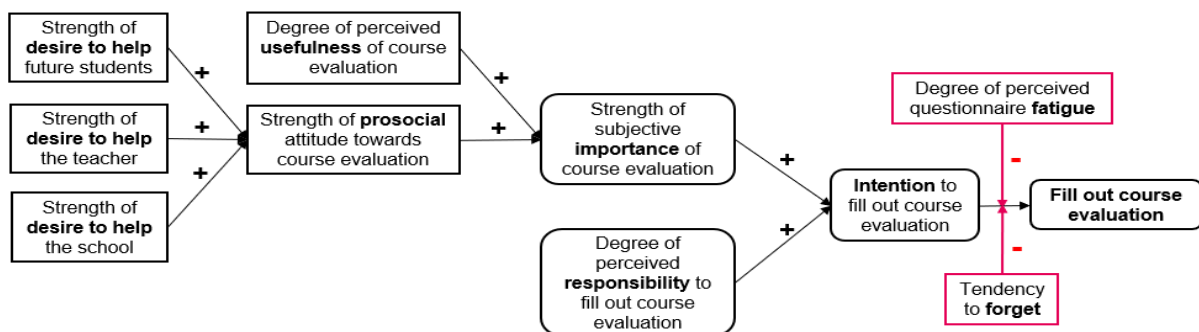 Strength of
desire to help
future students
Strength of
desire to help
the teacher
Strength of
desire to help
the school
+
+
+
Degree of perceived
usefulness of course
evaluation
Strength of prosocial
attitude towards
course evaluation
+
+
Strength of
subjective
importance of
course evaluation
Degree of
perceived
responsibility to
fill out course
evaluation
+
+
Intention to
fill out course
evaluation
Degree of perceived
questionnaire fatigue
-
-
Tendency
to forget
Fill out course
evaluation